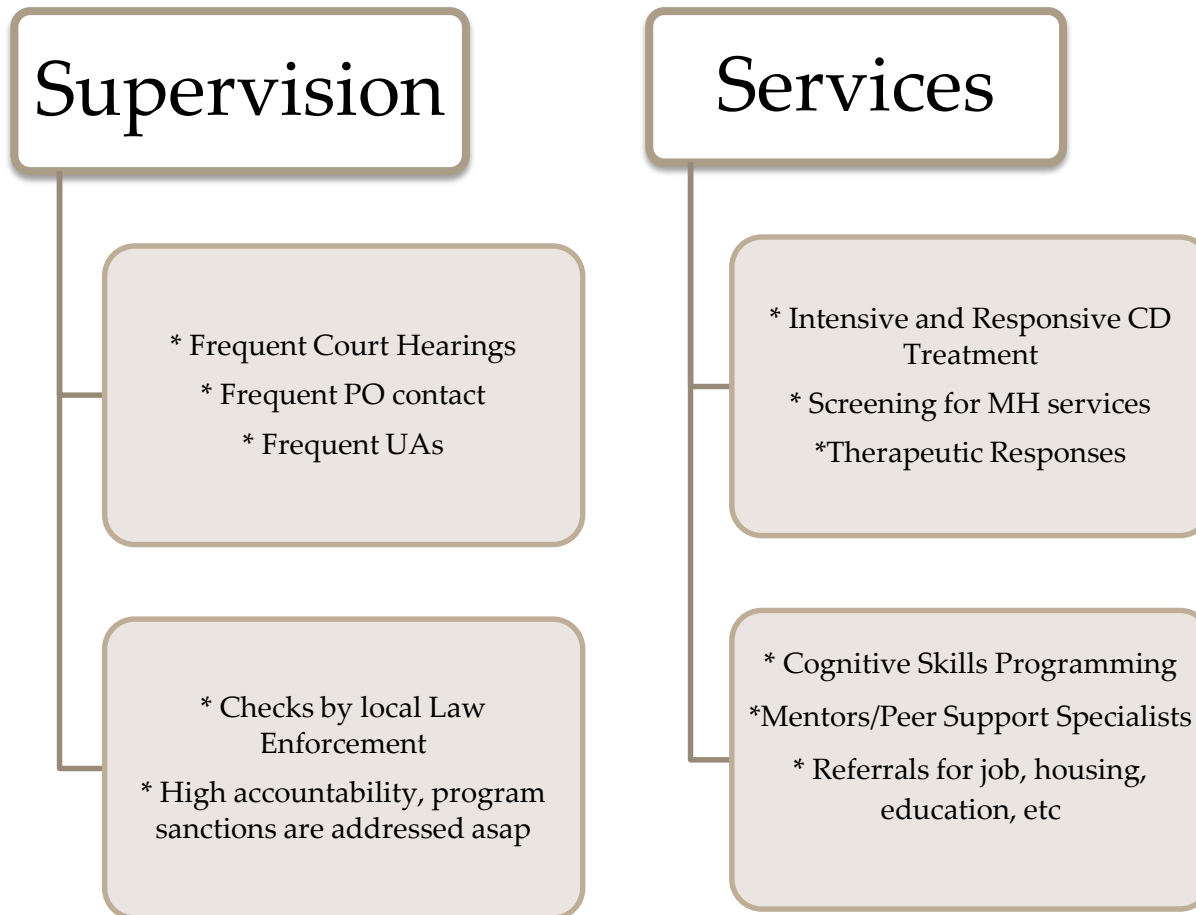 Supervision
* Frequent Court Hearings
* Frequent PO contact
* Frequent UAs
* Checks by local Law
Enforcement
* High accountability, program
sanctions are addressed asap
Services
* Intensive and Responsive CD
Treatment
* Screening for MH services
*Therapeutic Responses
* Cognitive Skills Programming
*Mentors/Peer Support Specialists
* Referrals for job, housing,
education, etc